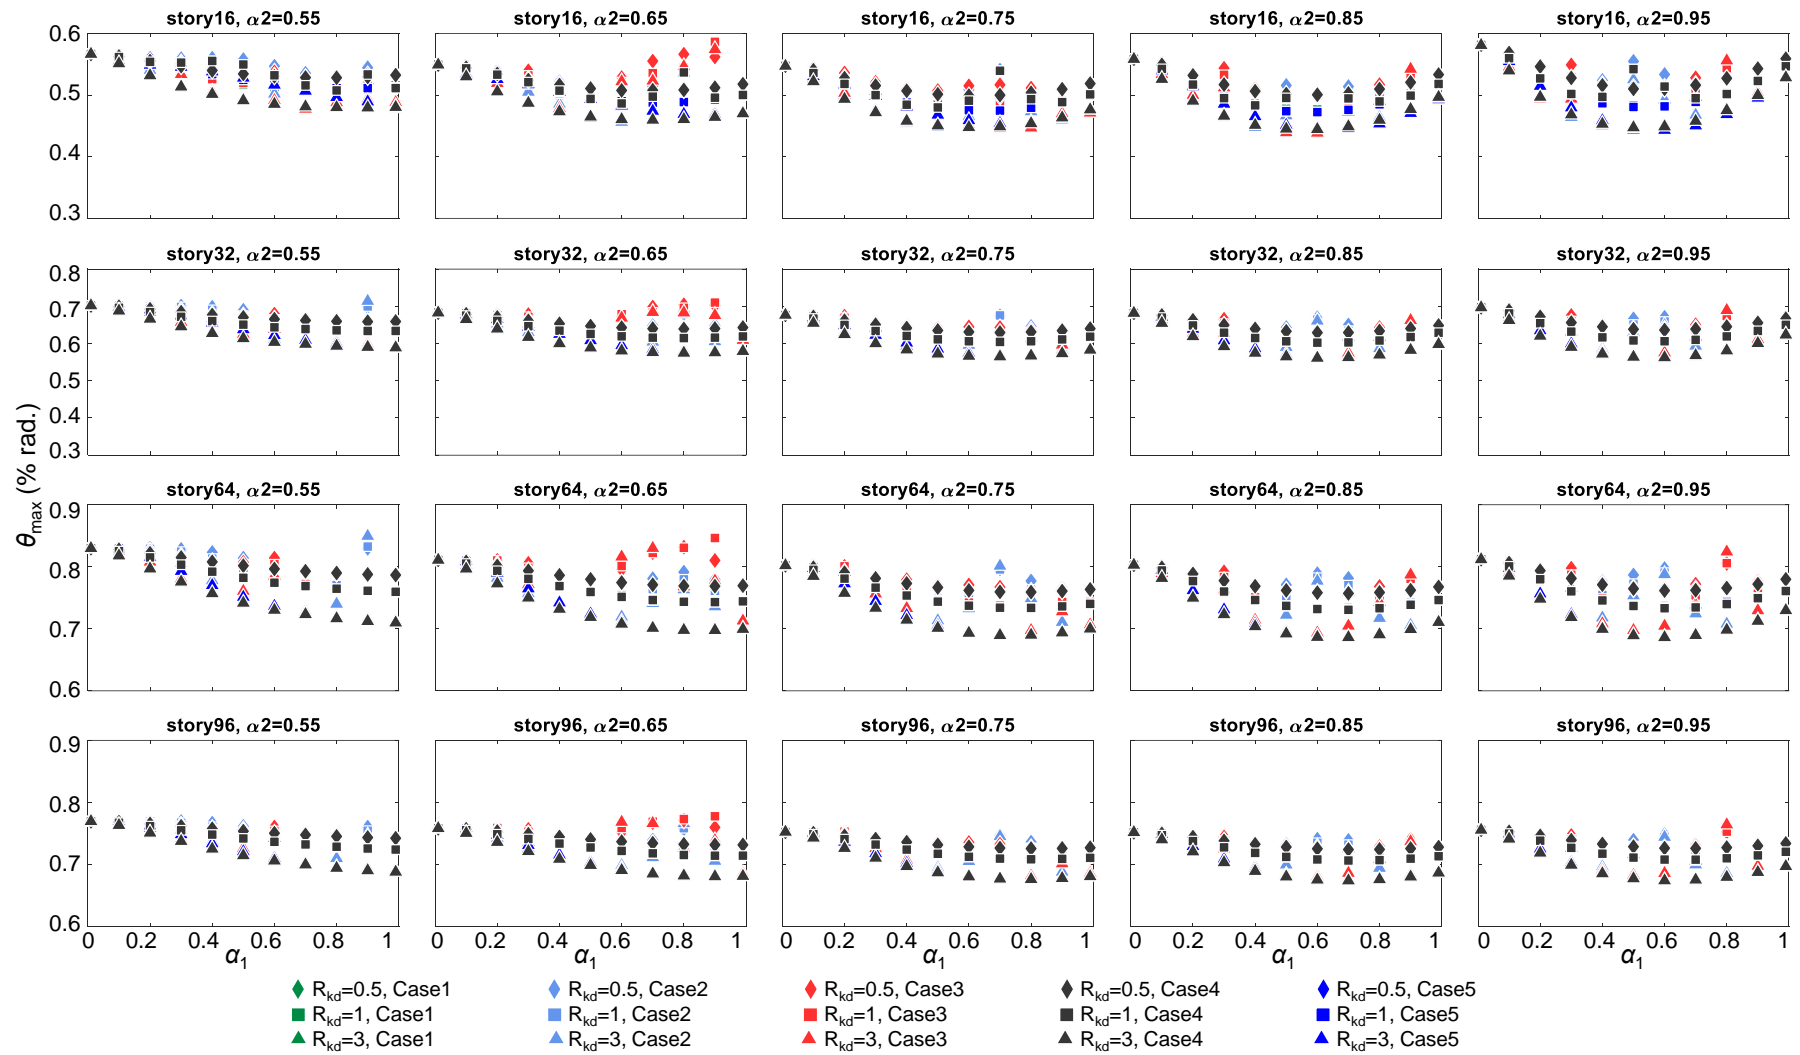 story16, α2=0.55
story16, α2=0.65
story16, α2=0.75
story16, α2=0.85
story16, α2=0.95
0.6
0.5
0.4
0.3
story32, α2=0.55
story32, α2=0.65
story32, α2=0.75
story32, α2=0.85
story32, α2=0.95
0.8
0.7
0.6
0.5
0.4
0.3
θmax (% rad.)
story64, α2=0.55
story64, α2=0.65
story64, α2=0.75
story64, α2=0.85
story64, α2=0.95
0.9
0.8
0.7
0.6
story96, α2=0.55
story96, α2=0.65
story96, α2=0.75
story96, α2=0.85
story96, α2=0.95
0.9
0.8
0.7
0.6
0 0.2 0.4 0.6 0.8 1
0 0.2 0.4 0.6 0.8 1
0 0.2 0.4 0.6 0.8 1
0 0.2 0.4 0.6 0.8 1
0 0.2 0.4 0.6 0.8 1
α1
α1
α1
α1
α1
Rkd=0.5, Case1
Rkd=0.5, Case2
Rkd=0.5, Case3
Rkd=0.5, Case4
Rkd=0.5, Case5
Rkd=1, Case1
Rkd=1, Case2
Rkd=1, Case3
Rkd=1, Case4
Rkd=1, Case5
Rkd=3, Case1
Rkd=3, Case2
Rkd=3, Case3
Rkd=3, Case4
Rkd=3, Case5